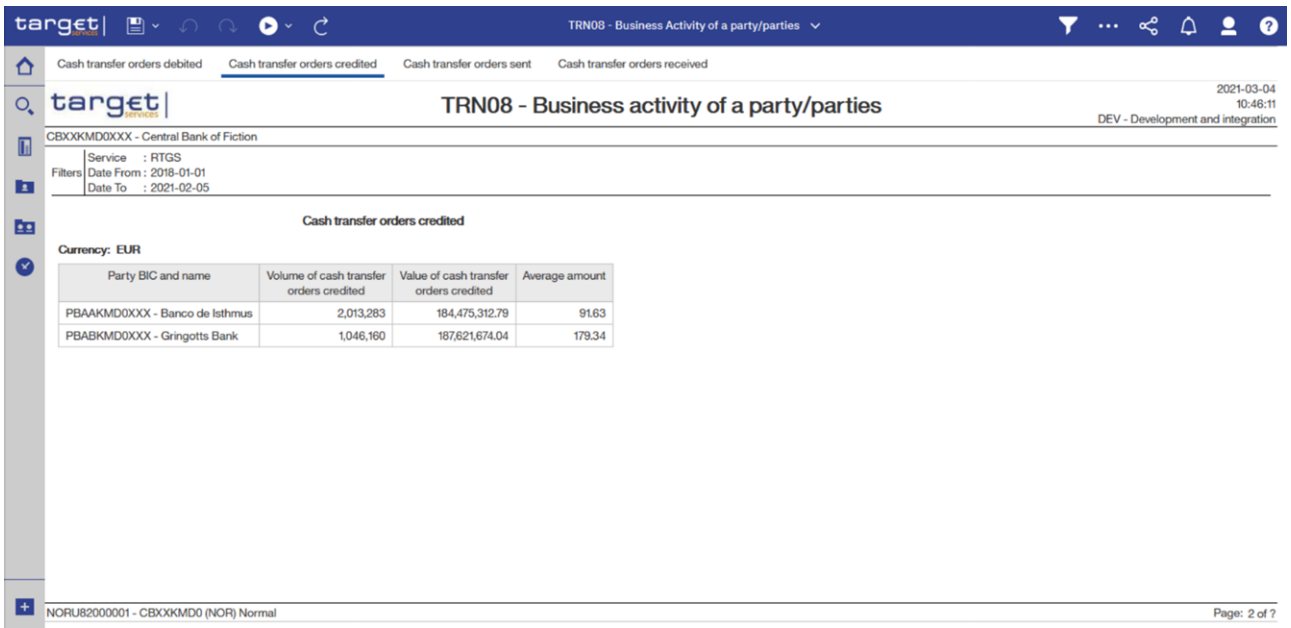 target| TRN08 - Business Activity of a party/parties
services
Cash transfer orders debited Cash transfer orders credited Cash transfer orders sent Cash transfer orders received
target| TRN08 - Business activity of a party/parties
services
2021-03-04
10:46:11
DEV - Development and integration
CBXXKMD0XXX - Central Bank of Fiction
Filters
Service : RTGS
Date From : 2018-01-01
Date To : 2021-02-05
Cash transfer orders credited
Currency: EUR
Party BIC and name Volume of cash transfer orders credited Value of cash transfer orders credited Average amount
PBAAKMD0XXX - Banco de Isthmus 2,013,283 184,475,312.79 91.63
PBABKMD0XXX - Gringotts Bank 1,046,160 187,621,674.04 179.34
NORU82000001 - CBXXKMD0 (NOR) Normal Page: 2 of ?